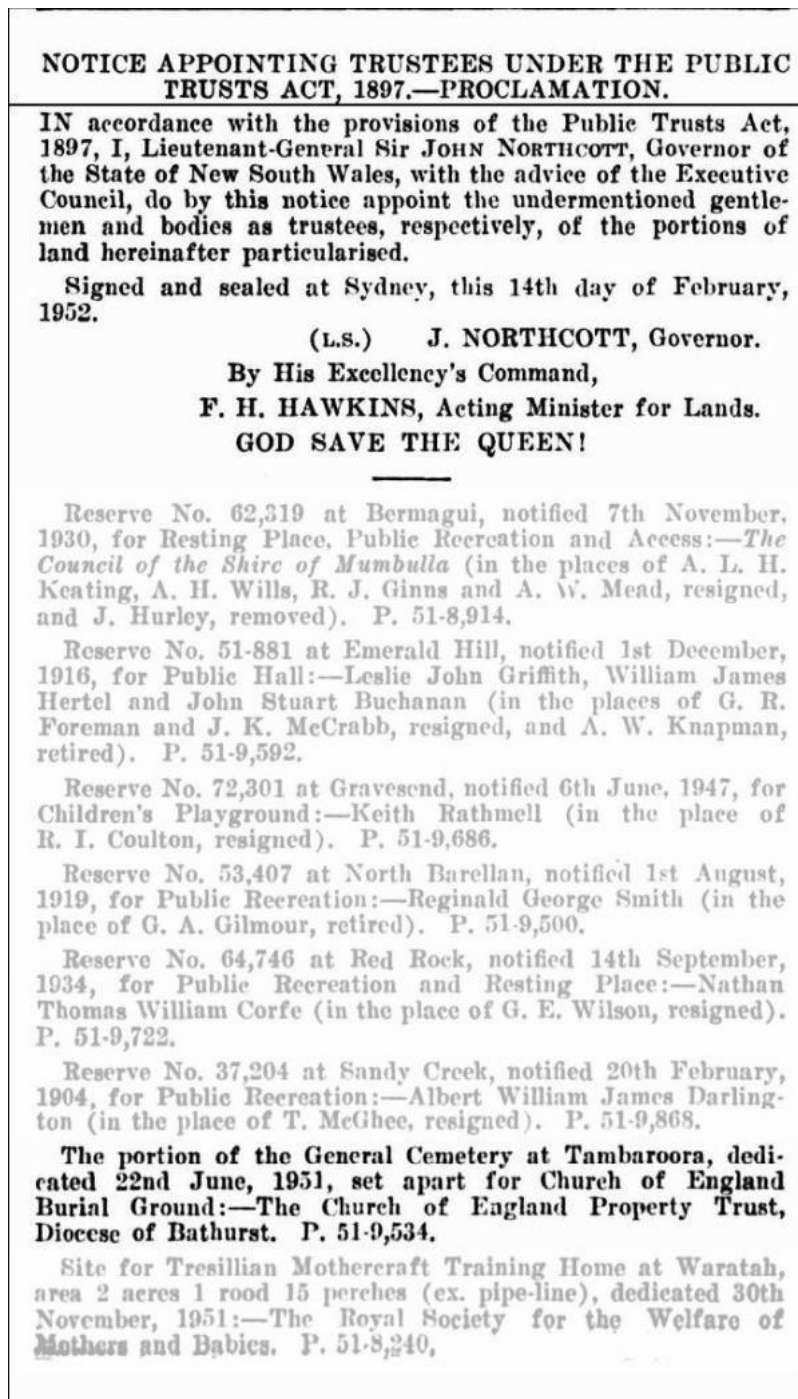 NOTICE APPOINTING TRUSTEES UNDER THE PUBLIC
TRUSTS ACT, 1897.—PROCLAMATION.
IN accordance with the provisions of the Public Trusts Act,
1897, I, Lieutenant-General Sir JOHN NORTHCOTT, Governor of
the State of New South Wales, with the advice of the Executive
Council, do by this notice appoint the undermentioned gentle-
men and bodies as trustees, respectively, of the portions of
land hereinafter particularised.
Signed and sealed at Sydney, this 14th day of February,
1952.
(L.S.) J. NORTHCOTT, Governor.
By His Excellency's Command,
F. H. HAWKINS, Acting Minister for Lands.
GOD SAVE THE QUEEN!
Reserve No. 62,319 at Bermagui, notified 7th November,
1930, for Resting Place, Public Recreation and Access:—The
Council of the Shire of Mumbulla (in the places of A. L. H.
Keating, A. H. Wills, R. J. Ginns and A. W. Mead, resigned,
and J. Hurley, removed). P. 51-8,914.
Reserve No. 51-881 at Emerald Hill, notified 1st December,
1916, for Public Hall:—Leslie John Griffith, William James
Hertel and John Stuart Buchanan (in the places of G. R.
Foreman and J. K. McCrabb, resigned, and A. W. Knapman,
retired). P. 51-9,592.
Reserve No. 72,301 at Gravesend, notified 6th June, 1947, for
Children's Playground:—Keith Rathmell (in the place of
R. I. Coulton, resigned). P. 51-9,686.
Reserve No. 53,407 at North Barellan, notified 1st August,
1919, for Public Recreation:—Reginald George Smith (in the
place of G. A. Gilmour, retired). P. 51-9,500.
Reserve No. 64,746 at Red Rock, notified 14th September,
1934, for Public Recreation and Resting Place:—Nathan
Thomas William Corfe (in the place of G. E. Wilson, resigned).
P. 51-9,722.
Reserve No. 37,204 at Sandy Creek, notified 20th February,
1904, for Public Recreation:—Albert William James Darling-
ton (in the place of T. McGhee, resigned). P. 51-9,868.
The portion of the General Cemetery at Tambaroora, dedi-
cated 22nd June, 1951, set apart for Church of England
Burial Ground:—The Church of England Property Trust,
Diocese of Bathurst. P. 51-9,534.
Site for Tresillian Mothercraft Training Home at Waratah,
area 2 acres 1 rood 15 perches (ex. pipe-line), dedicated 30th
November, 1951:—The Royal Society for the Welfare of
Mothers and Babies. P. 51-8,240,